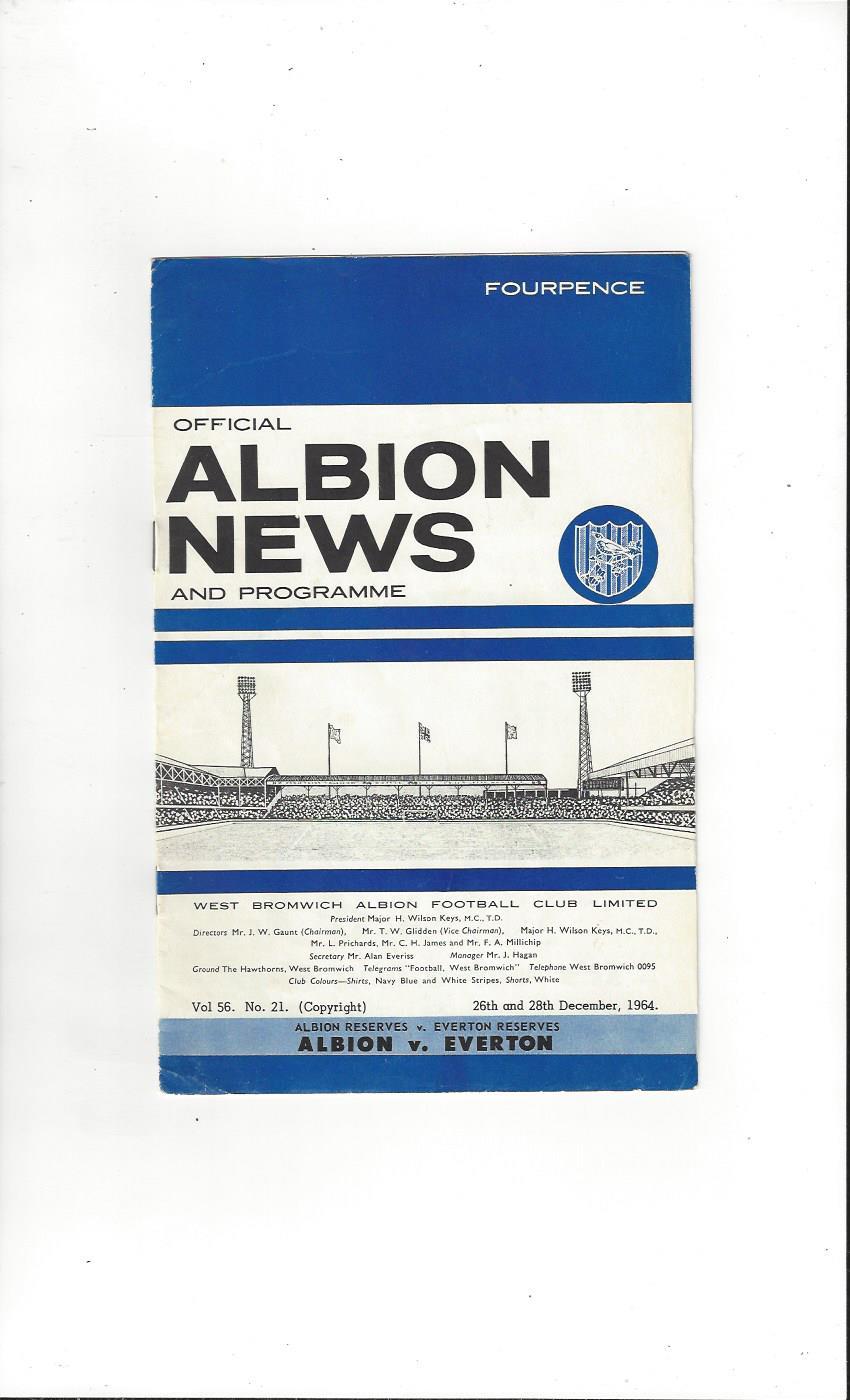 FOURPENCE
OFFICIAL
ALBION
NEWS
AND PROGRAMME
WEST BROMWICH ALBION FOOTBALL CLUB LIMITED
President Major H. Wilson Keys, M.C., T.D.
Directors Mr. J. W. Gaunt (Chairman), Mr. T. W. Glidden (Vice Chairman), Major H. Wilson Keys, M.C., T.D.,
Mr. L. Prichards, Mr. C. H. James and Mr. F. A. Millichip
Secretary Mr. Alan Everiss Manager Mr. J. Hagan
Ground The Hawthorns, West Bromwich Telegrams "Football, West Bromwich" Telephone West Bromwich 0095
Club Colours—Shirts, Navy Blue and White Stripes, Shorts, White
Vol 56. No. 21. (Copyright) 26th and 28th December, 1964.
ALBION RESERVES v. EVERTON RESERVES
ALBION v. EVERTON